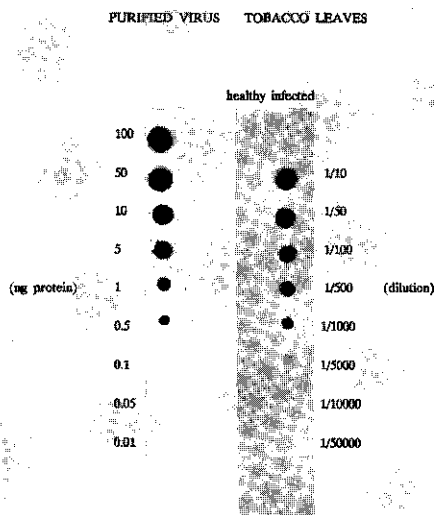 PURIFIED VIRUS TOBACCO LEAVES
healthy infected
100
50 1/10
10 1/50
5 1/100
(ng protein) 1 1/500 (dilution)
0.5 1/1000
0.1 1/5000
0.05 1/10000
0.01 1/50000